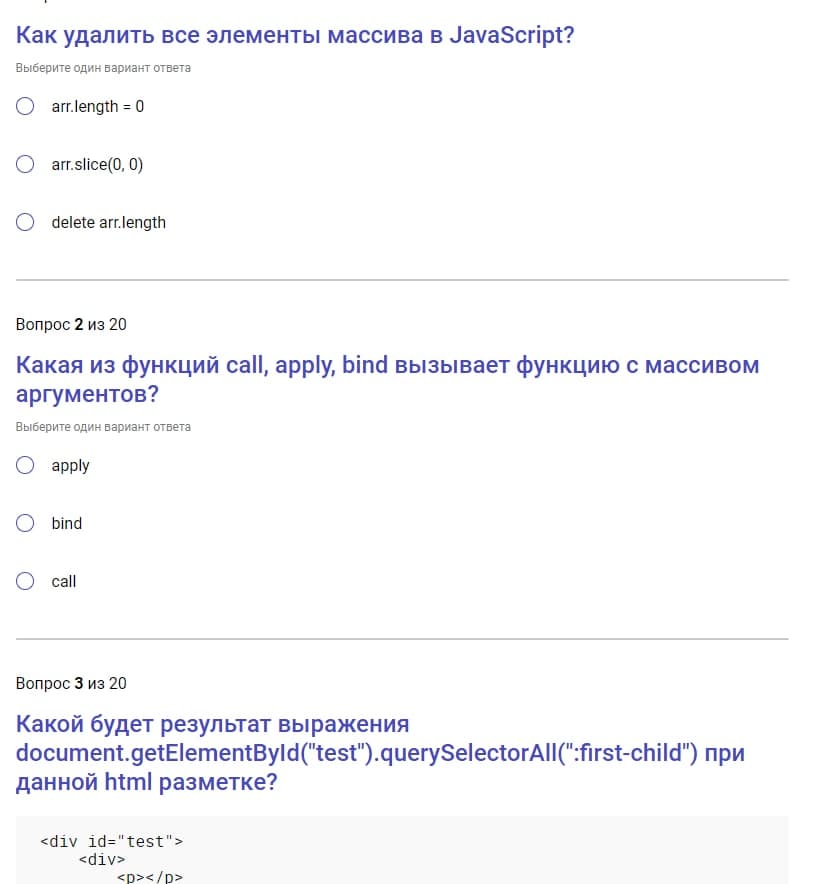 Как удалить все элементы массива в JavaScript?
Выберите один вариант ответа
arr.length = 0
arr.slice(0, 0)
delete arr.length
Вопрос 2 из 20
Какая из функций call, apply, bind вызывает функцию с массивом
аргументов?
Выберите один вариант ответа
apply
bind
call
Вопрос 3 из 20
Какой будет результат выражения
document.getElementById("test").querySelectorAll(":first-child") при
данной html разметке?
<div id="test">
    <div>
        <p></p>